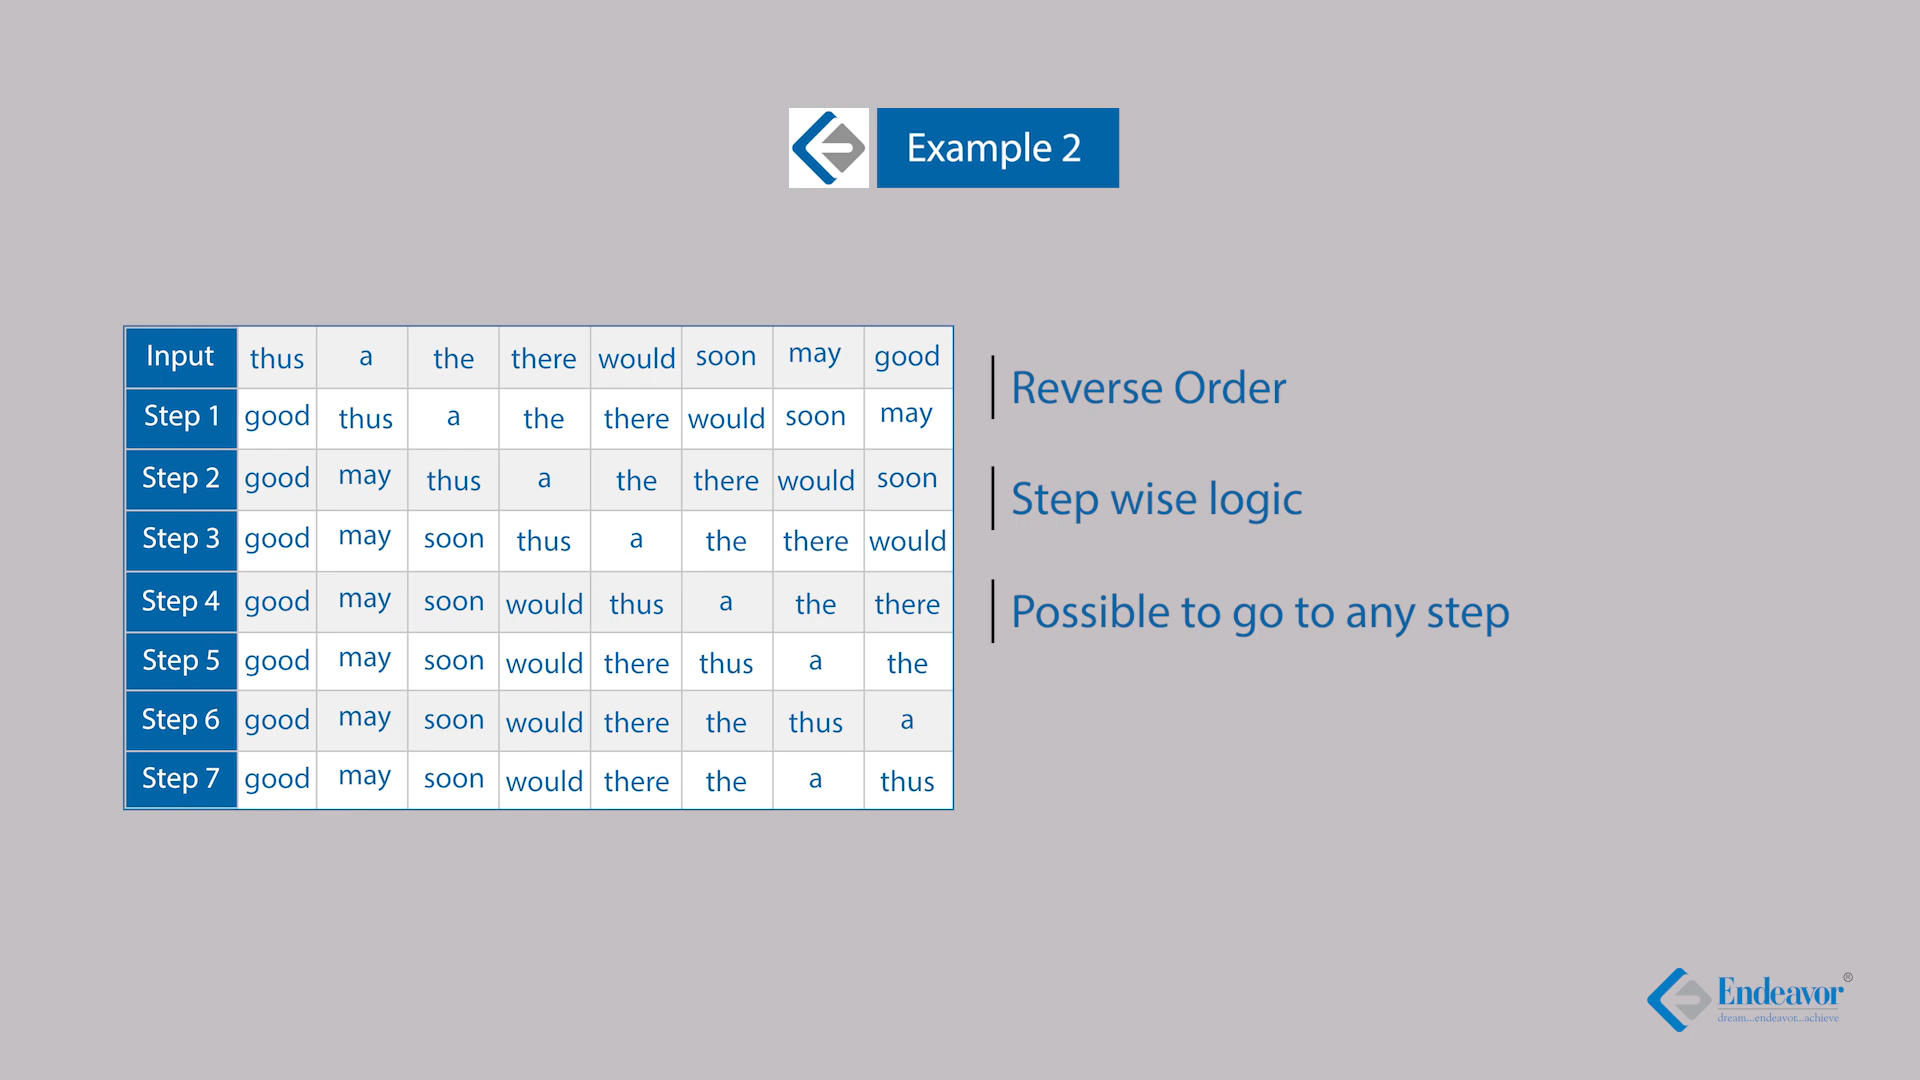 Example 2
Input thus a the there would soon may good
Step 1 good thus a the there would soon may
Step 2 good may thus a the there would soon
Step 3 good may soon thus a the there would
Step 4 good may soon would thus a the there
Step 5 good may soon would there thus a the
Step 6 good may soon would there the thus a
Step 7 good may soon would there the a thus
Reverse Order
Step wise logic
Possible to go to any step
Endeavor®
dream...endeavor...achieve